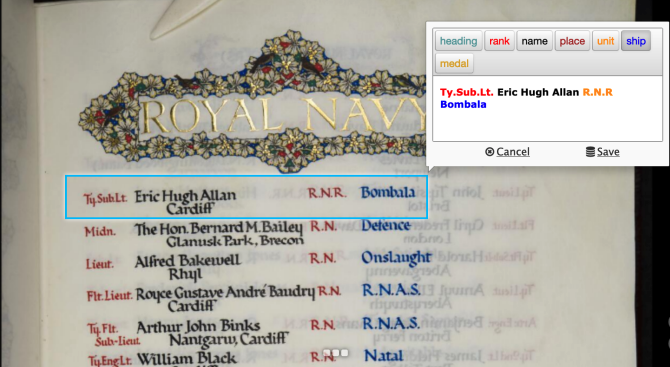 heading rank name place unit ship
medal
Ty.Sub.Lt. Eric Hugh Allan R.N.R
Bombala
Cancel Save
ROYAL NAVY
Ty.Sub.Lt. Eric Hugh Allan R.N.R. Bombala
Cardiff
Midn. The Hon. Bernard M. Bailey R.N. Defence
Glanusk Park, Brecon
Lieut. Alfred Bakewell R.N. Onslaught
Rhyl
Flt. Lieut. Royce Gustave André Baudry R.N. R.N.A.S.
Cardiff
Ty. Flt. Arthur John Binks R.N. R.N.A.S.
Sub-Lieut. Nantgarw, Cardiff
Ty.Eng.Lt. William Black R.N. Natal